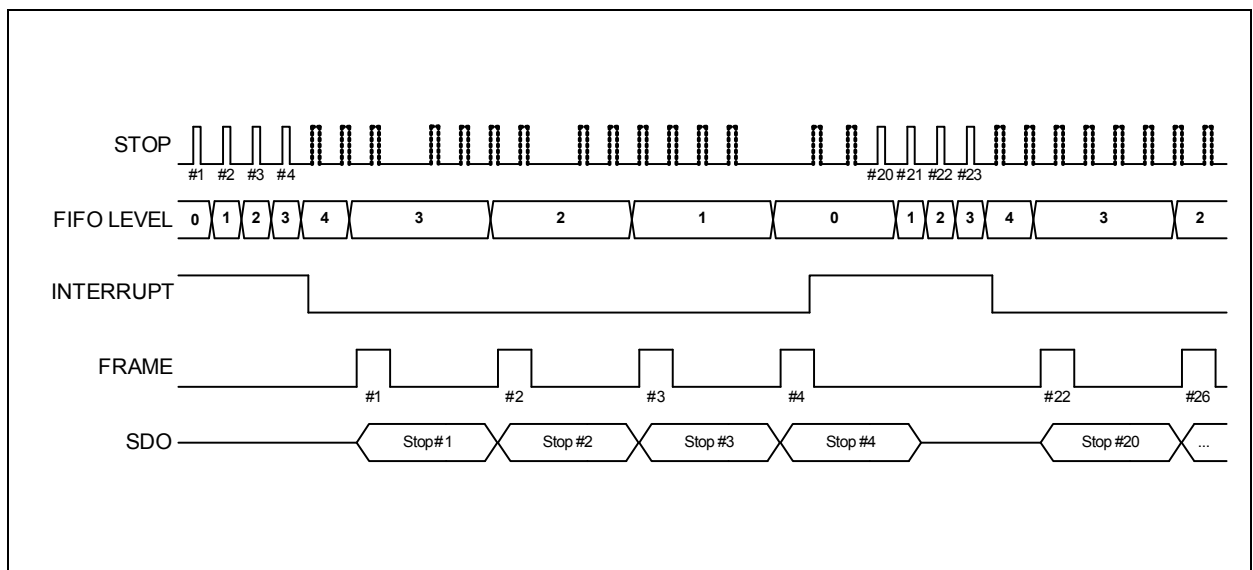 STOP
#1 #2 #3 #4 #20 #21 #22 #23
FIFO LEVEL 0 1 2 3 4 3 2 1 0 1 2 3 4 3 2
INTERRUPT
FRAME
#1 #2 #3 #4 #22 #26
SDO Stop#1 Stop #2 Stop #3 Stop #4 Stop #20 ...